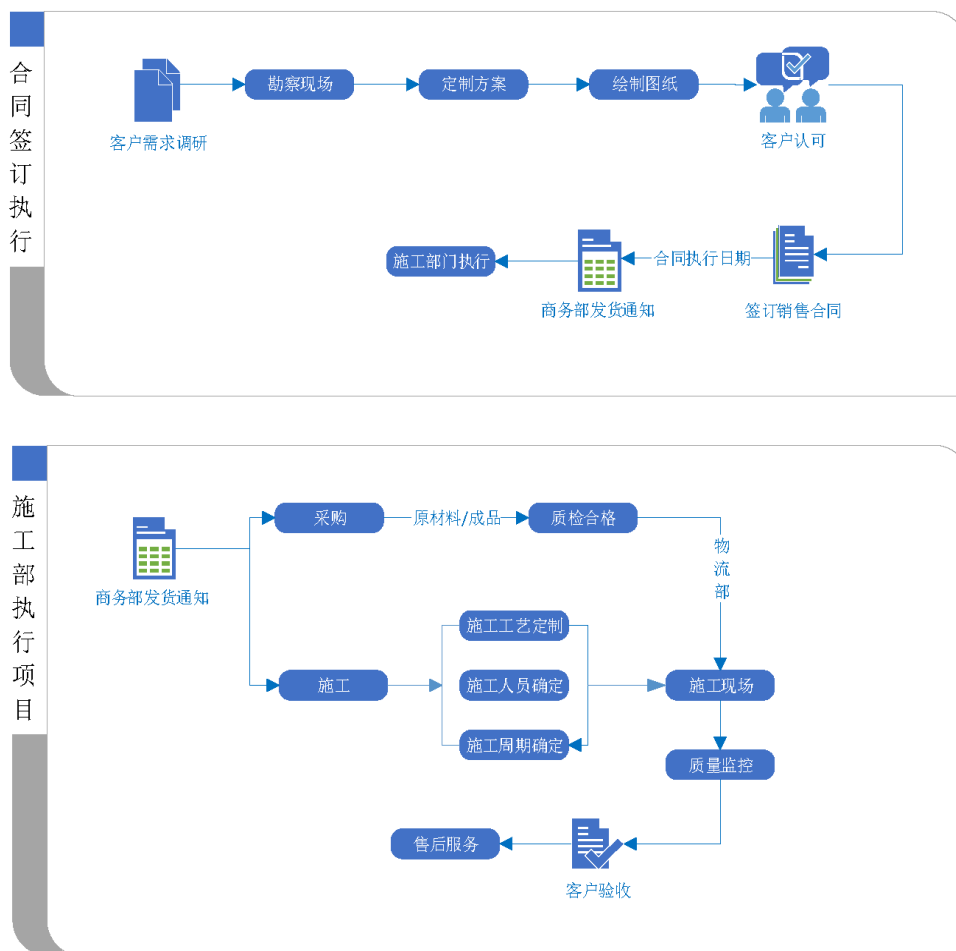 合同签订执行
客户需求调研
勘察现场
定制方案
绘制图纸
客户认可
签订销售合同
合同执行日期
商务部发货通知
施工部门执行
施工部执行项目
商务部发货通知
采购
原材料/成品
质检合格
物流部
施工
施工工艺定制
施工人员确定
施工周期确定
施工现场
质量监控
客户验收
售后服务